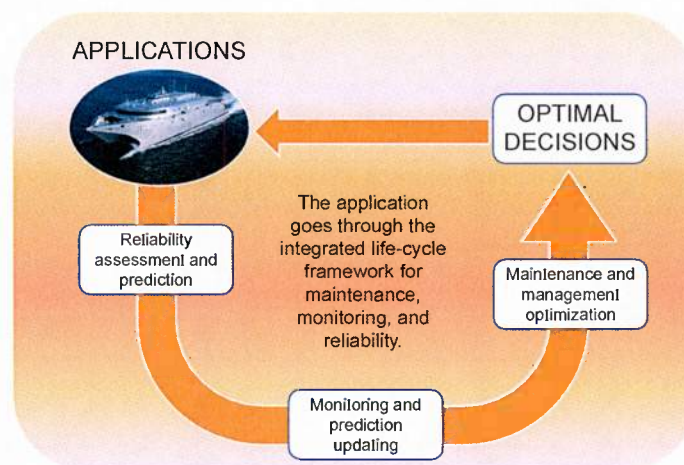 APPLICATIONS
OPTIMAL
DECISIONS
The application
goes through the
integrated life-cycle
framework for
maintenance,
monitoring, and
reliability.
Reliability
assessment and
prediction
Maintenance and
management
optimization
Monitoring and
prediction
updating